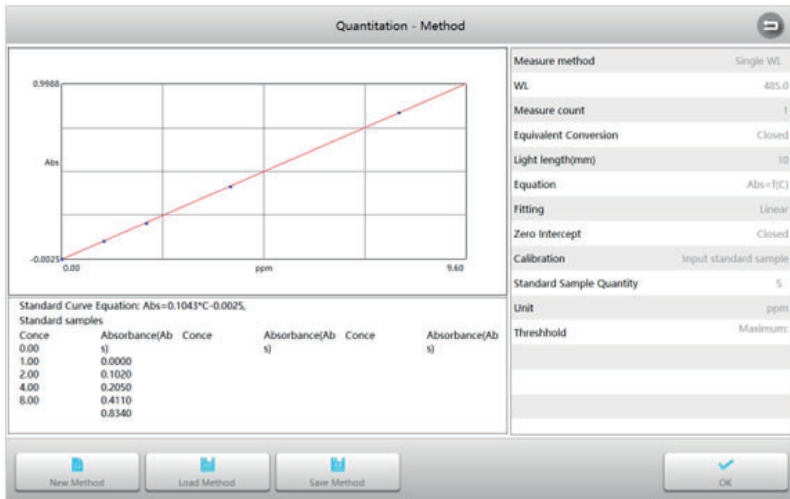 Quantitation - Method
0.9988
Abs
-0.0025
0.00
ppm
9.60
Measure method Single WL
WL 485.0
Measure count 1
Equivalent Conversion Closed
Light length(mm) 10
Equation Abs=f(C)
Fitting Linear
Zero Intercept Closed
Calibration Input standard sample
Standard Sample Quantity 5
Unit ppm
Threshhold Maximum:
Standard Curve Equation: Abs=0.1043*C-0.0025,
Standard samples
Conce Absorbance(Ab Conce Absorbance(Ab Conce Absorbance(Ab
0.00 s) s) s)
1.00 0.0000
2.00 0.1020
4.00 0.2050
8.00 0.4110
0.8340
New Method
Load Method
Save Method
OK